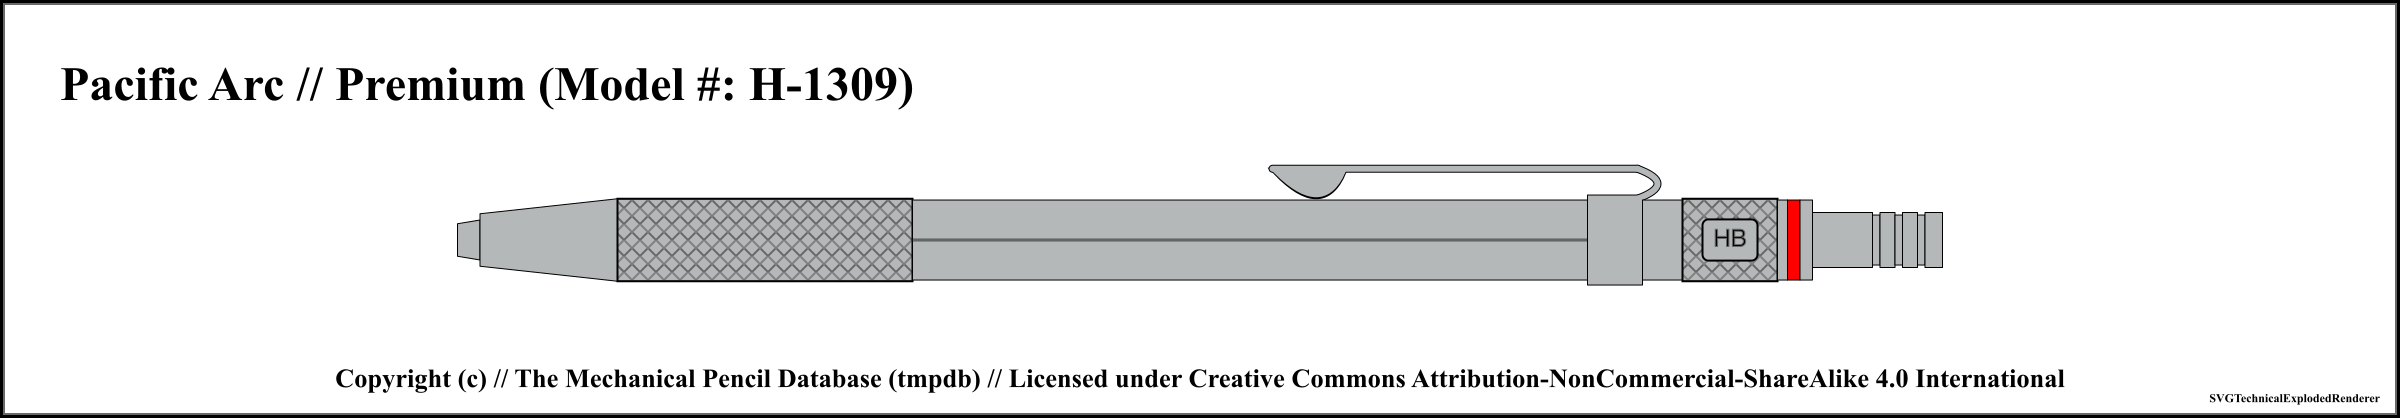 Pacific Arc // Premium (Model #: H-1309)
HB
Copyright (c) // The Mechanical Pencil Database (tmpdb) // Licensed under Creative Commons Attribution-NonCommercial-ShareAlike 4.0 International
SVGTechnicalExplodedRenderer